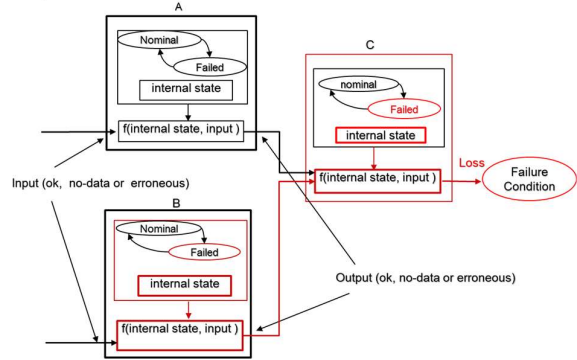 A
Nominal
Failed
internal state
f(internal state, input )
C
nominal
Failed
internal state
f(internal state, input )
Loss
Failure
Condition
Input (ok, no-data or erroneous)
B
Nominal
Failed
internal state
f(internal state, input )
Output (ok, no-data or erroneous)